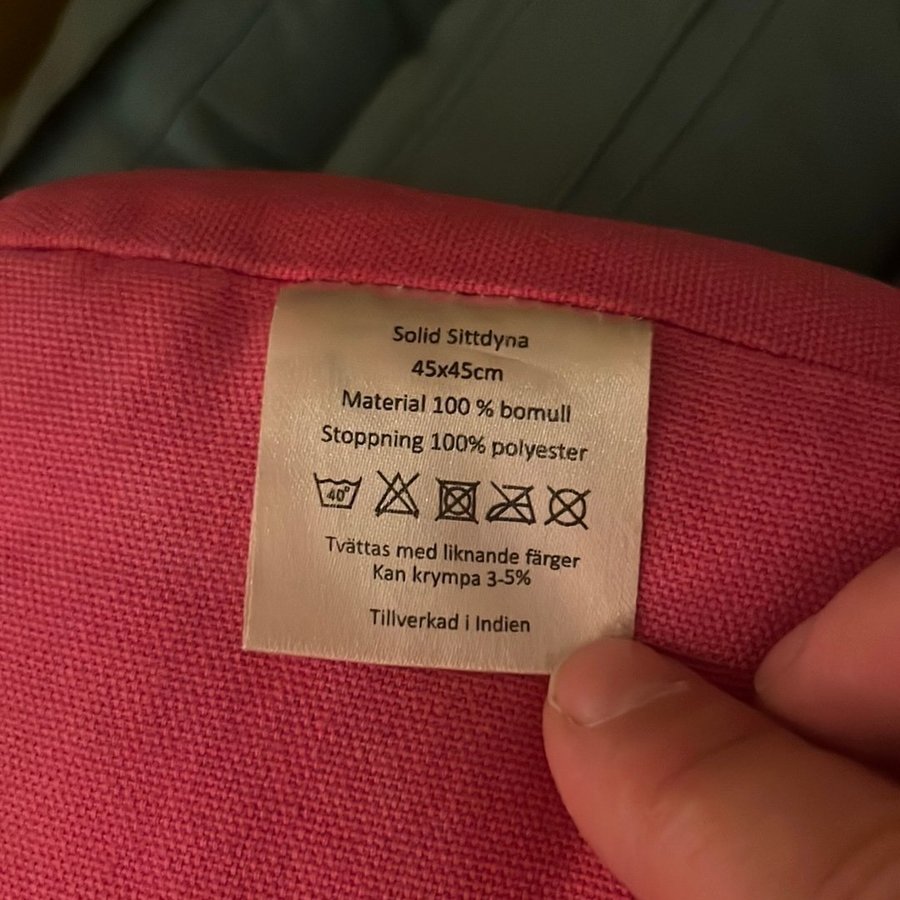 Solid Sittdyna
45x45cm
Material 100 % bomull
Stoppning 100% polyester
40°
Tvättas med liknande färger
Kan krympa 3-5%
Tillverkad i Indien